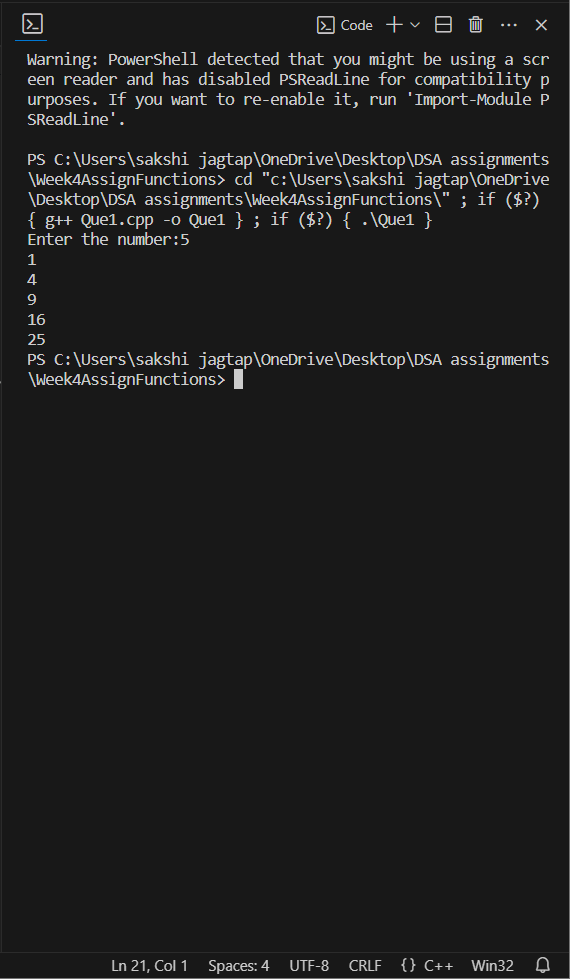 Code
Warning: PowerShell detected that you might be using a scr
een reader and has disabled PSReadLine for compatibility p
urposes. If you want to re-enable it, run 'Import-Module P
SReadLine'.
PS C:\Users\sakshi jagtap\OneDrive\Desktop\DSA assignments
\Week4AssignFunctions> cd "c:\Users\sakshi jagtap\OneDrive
\Desktop\DSA assignments\Week4AssignFunctions\" ; if ($?)
{ g++ Que1.cpp -o Que1 } ; if ($?) { .\Que1 }
Enter the number:5
1
4
9
16
25
PS C:\Users\sakshi jagtap\OneDrive\Desktop\DSA assignments
\Week4AssignFunctions>
Ln 21, Col 1 Spaces: 4 UTF-8 CRLF {} C++ Win32